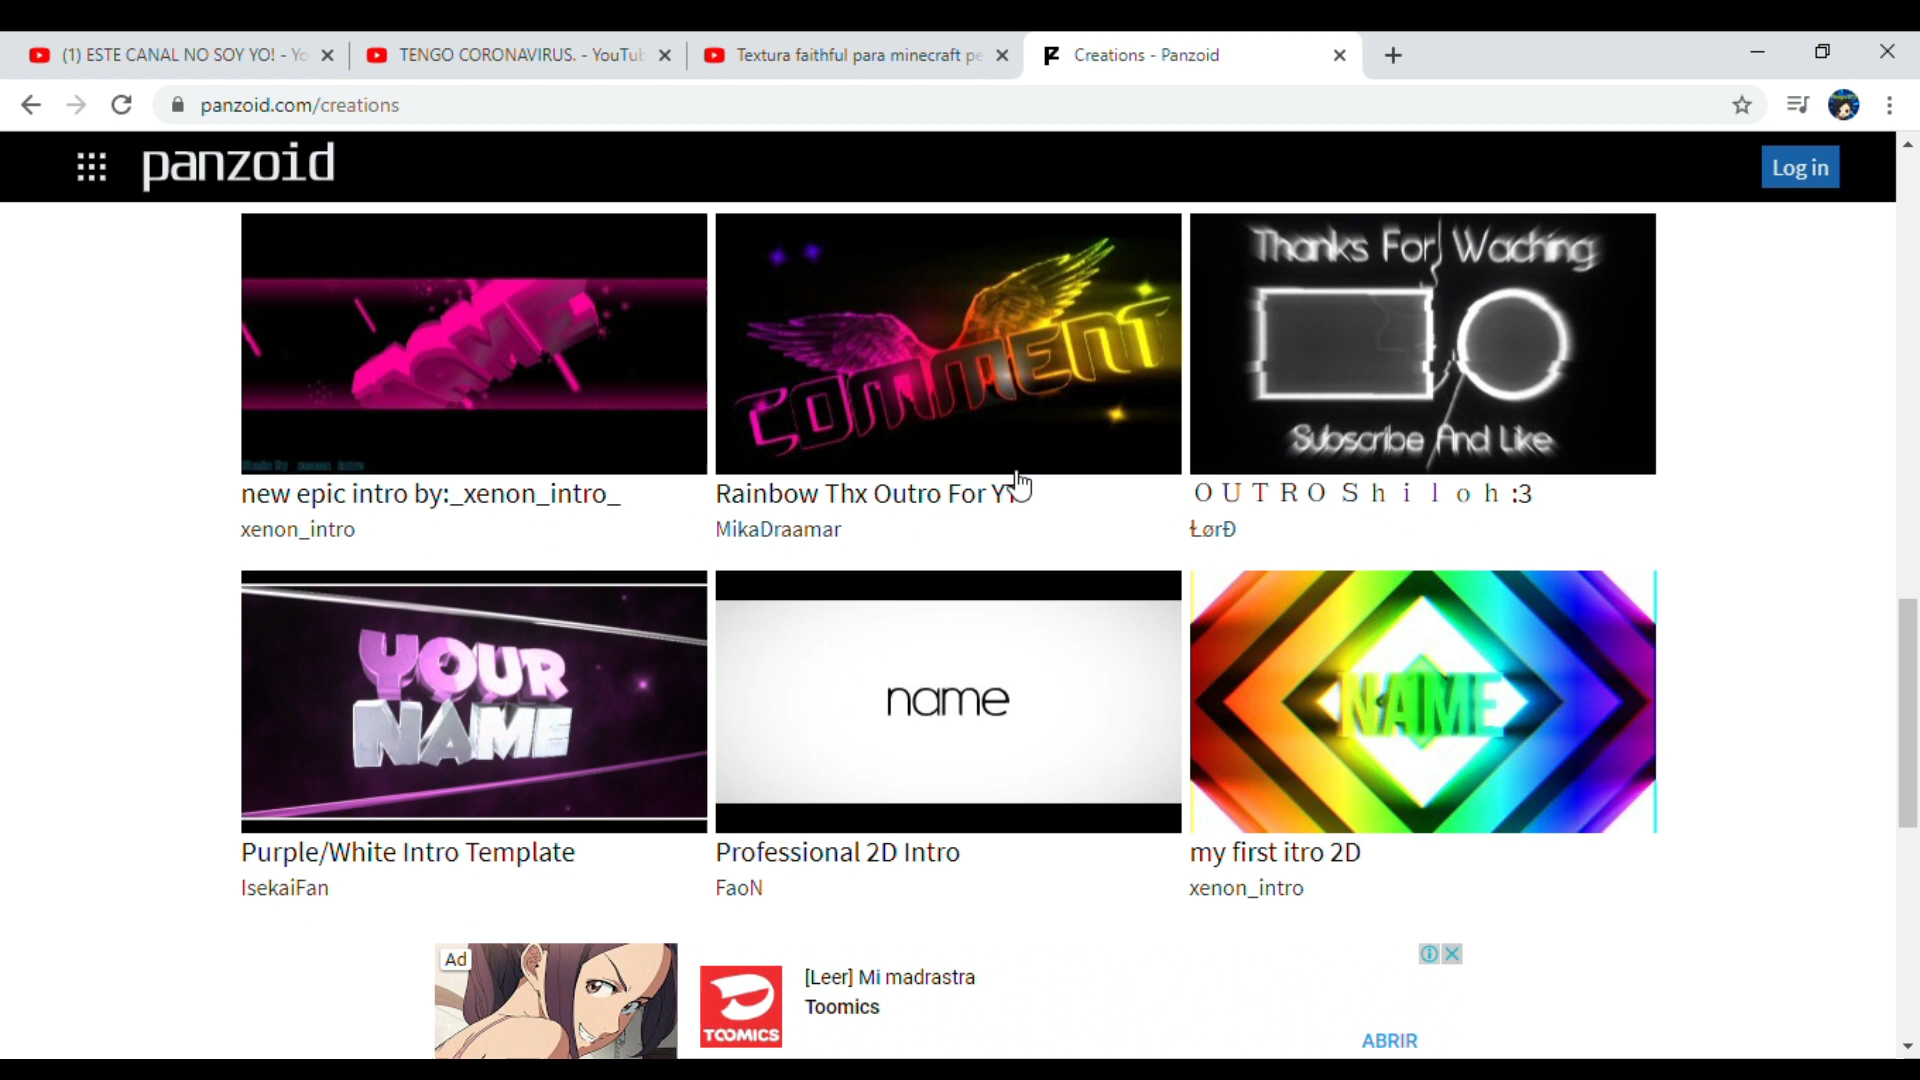 (1) ESTE CANAL NO SOY YO! - Yo
TENGO CORONAVIRUS. - YouTub
Textura faithful para minecraft pe
Creations - Panzoid
panzoid.com/creations
panzoid
Log in
COMMENT
Thanks For Waching
Subscribe And Like
new epic intro by:_xenon_intro_
xenon_intro
Rainbow Thx Outro For YT
MikaDraamar
O U T R O S h i l o h :3
ŁørĐ
YOUR
NAME
name
NAME
Purple/White Intro Template
IsekaiFan
Professional 2D Intro
FaoN
my first itro 2D
xenon_intro
Ad
TOOMICS
[Leer] Mi madrastra
Toomics
ABRIR